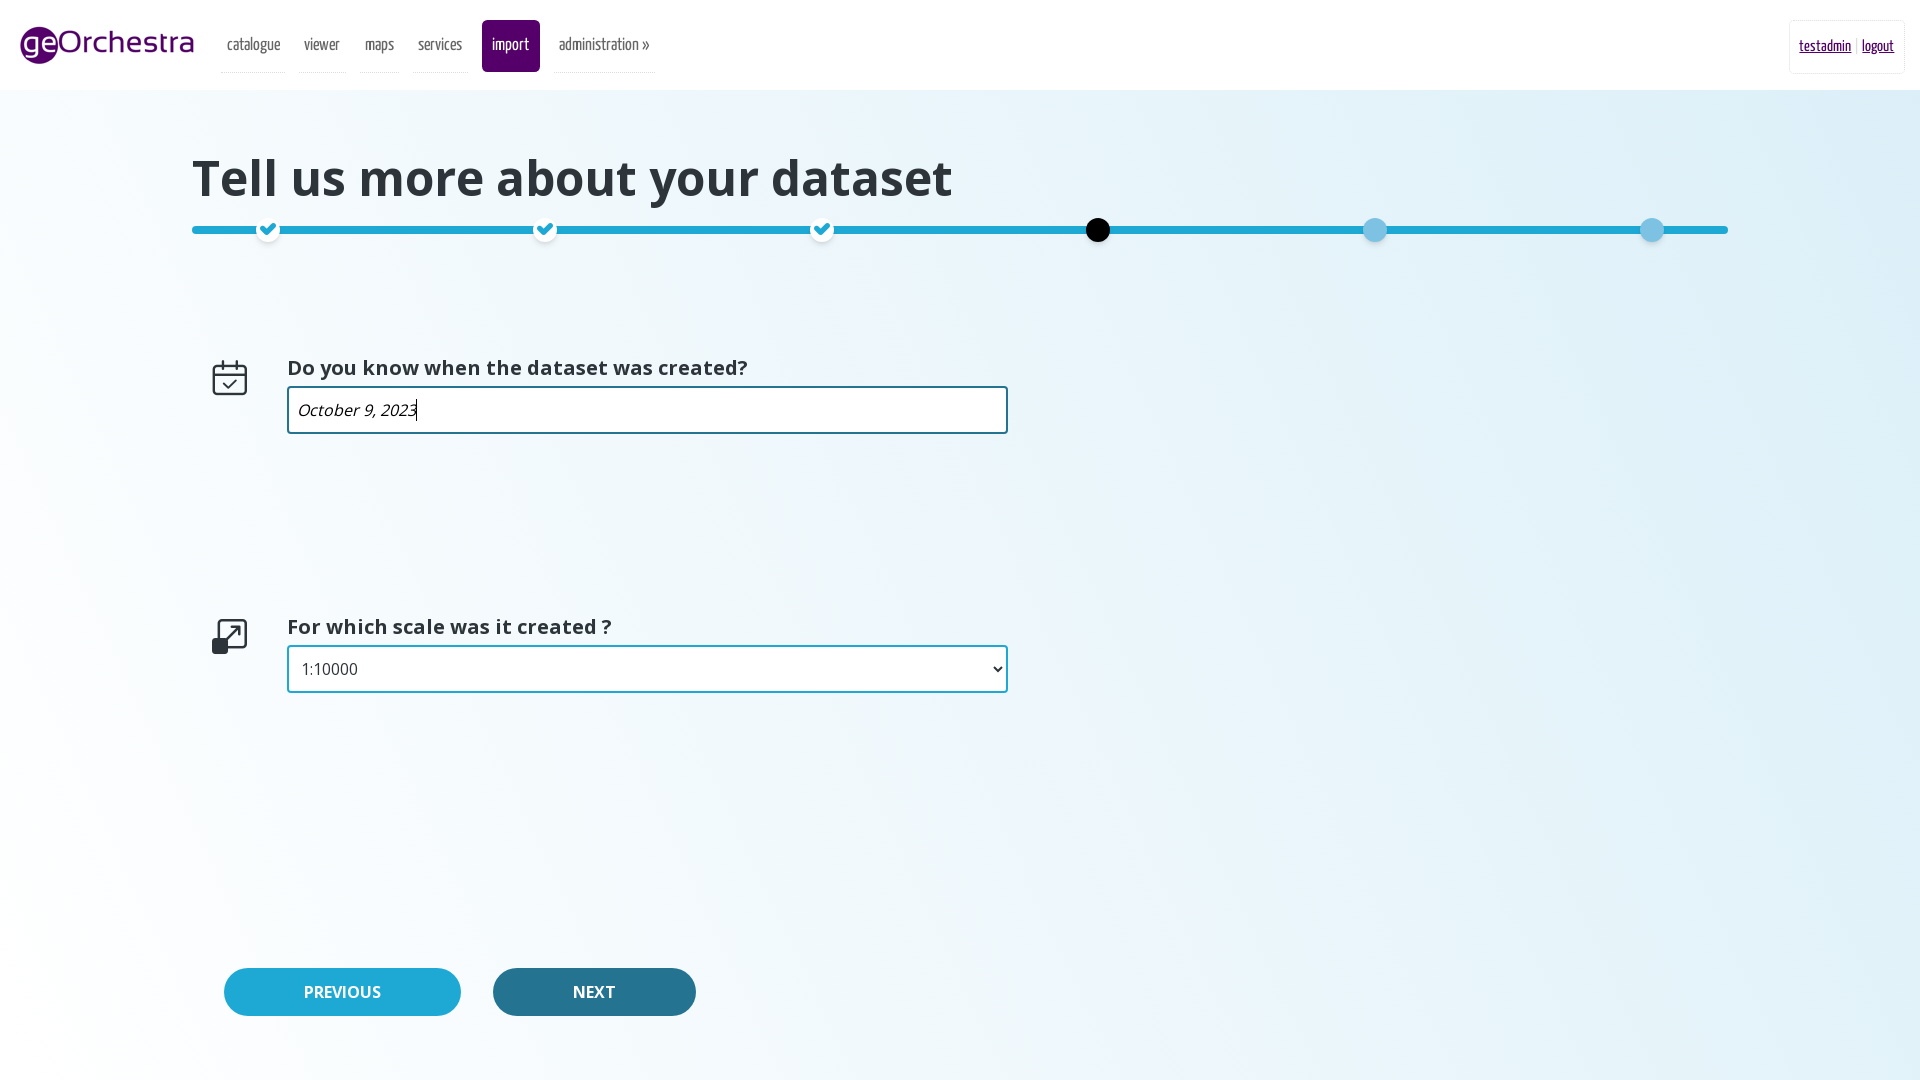 geOrchestra catalogue viewer maps services import administration » testadmin logout
Tell us more about your dataset
Do you know when the dataset was created?
October 9, 2023
For which scale was it created ?
1:10000
PREVIOUS NEXT